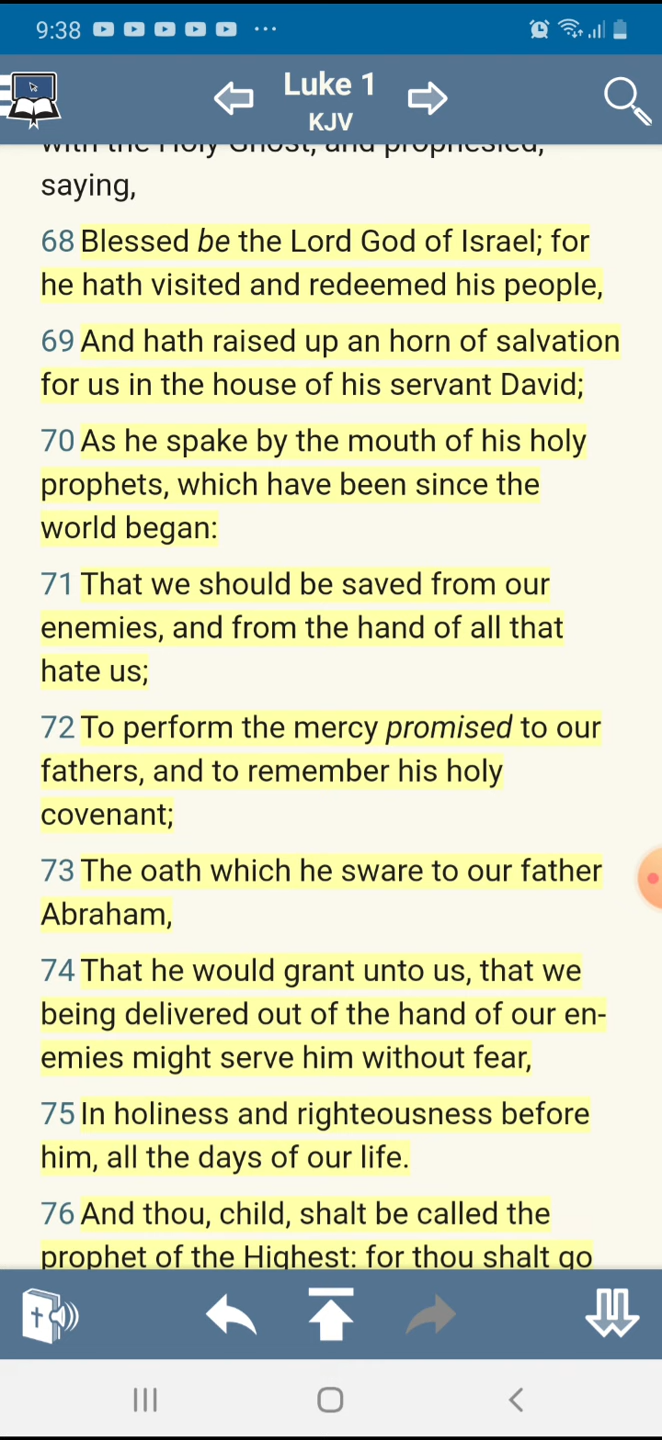 9:38
Luke 1
KJV
with the Holy Ghost, and prophesied,
saying,
68 Blessed be the Lord God of Israel; for
he hath visited and redeemed his people,
69 And hath raised up an horn of salvation
for us in the house of his servant David;
70 As he spake by the mouth of his holy
prophets, which have been since the
world began:
71 That we should be saved from our
enemies, and from the hand of all that
hate us;
72 To perform the mercy promised to our
fathers, and to remember his holy
covenant;
73 The oath which he sware to our father
Abraham,
74 That he would grant unto us, that we
being delivered out of the hand of our en-
emies might serve him without fear,
75 In holiness and righteousness before
him, all the days of our life.
76 And thou, child, shalt be called the
prophet of the Highest: for thou shalt go